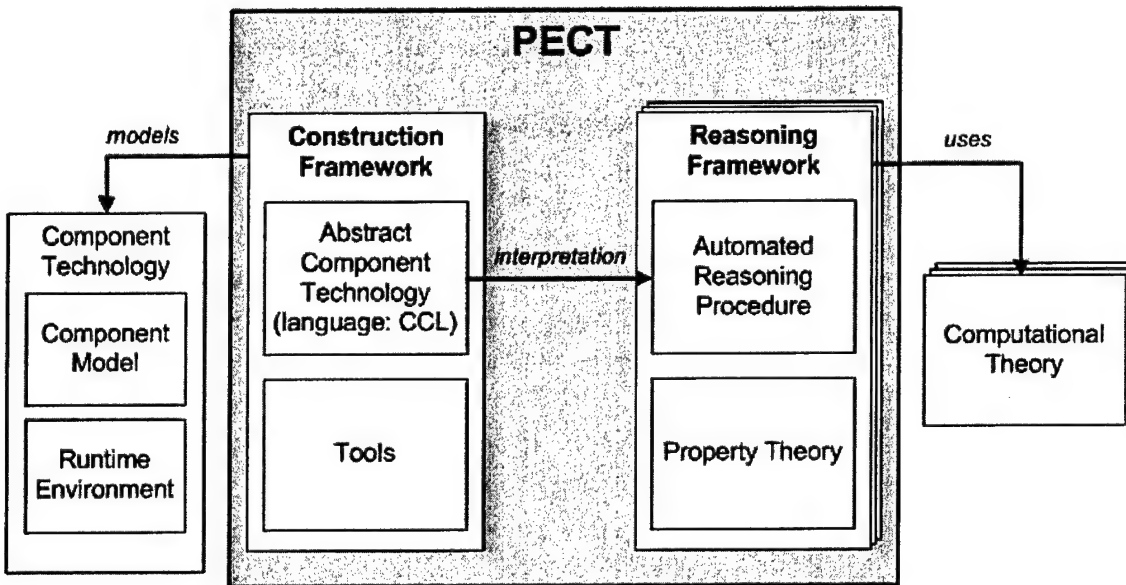 PECT
models
Construction
Framework
Reasoning
Framework
uses
Component
Technology
Abstract
Component
Technology
(language: CCL)
interpretation
Automated
Reasoning
Procedure
Component
Model
Computational
Theory
Runtime
Environment
Tools
Property Theory